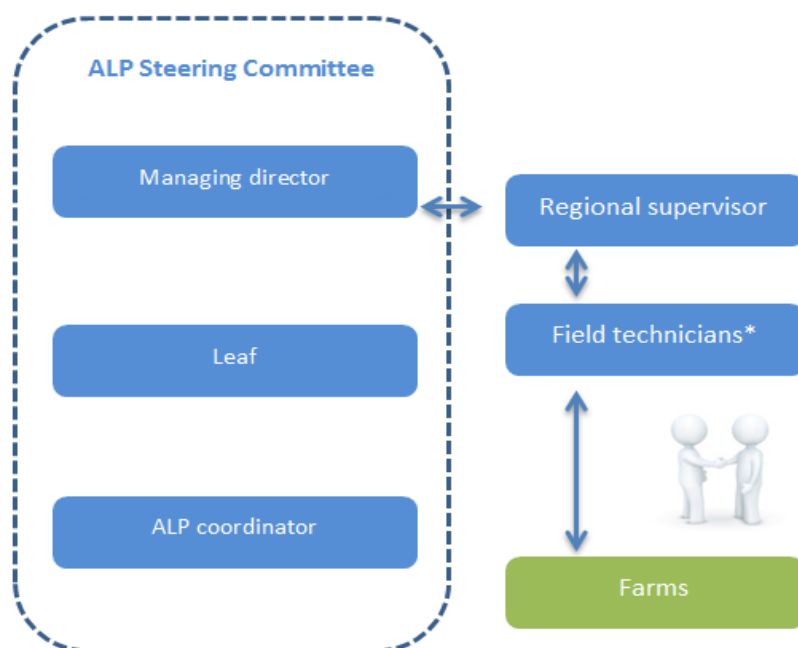 ALP Steering Committee
Managing director
Leaf
ALP coordinator
Regional supervisor
Field technicians*
Farms